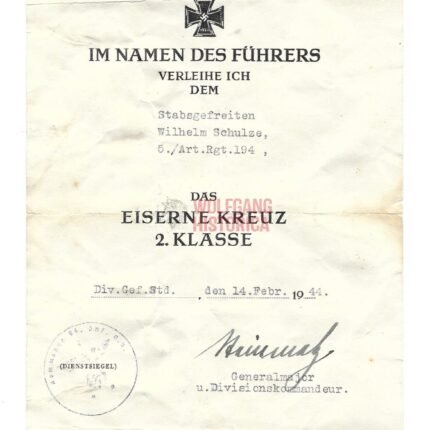 IM NAMEN DES FÜHRERS
VERLEIHE ICH
DEM
Stabsgefreiten
Wilhelm Schulze,
5./Art.Rgt.194 ,
DAS
WOLFGANG
HISTORICA
EISERNE KREUZ
2. KLASSE
Div.Gef.Std. , den 14.Febr. 1944.
(DIENSTSIEGEL)
Generalmajor
u.Divisionskommandeur.